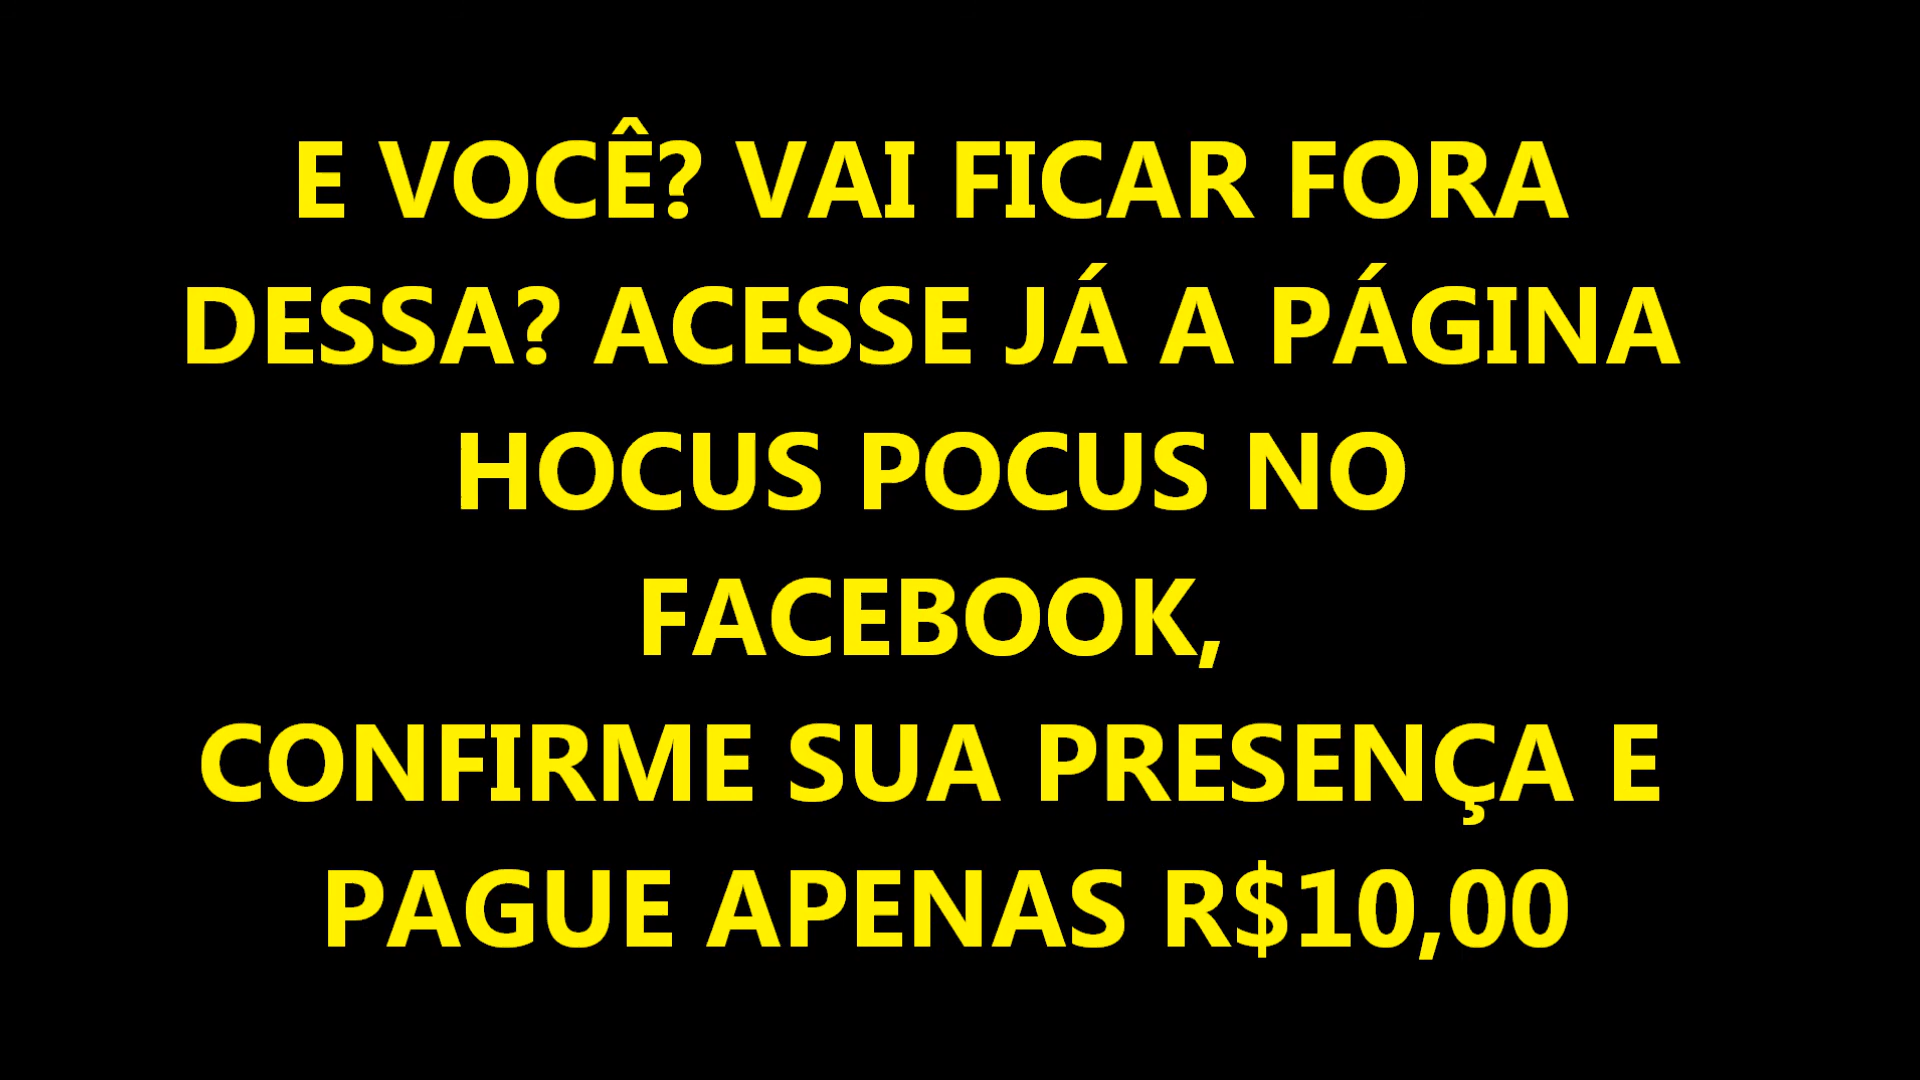 E VOCÊ? VAI FICAR FORA
DESSA? ACESSE JÁ A PÁGINA
HOCUS POCUS NO
FACEBOOK,
CONFIRME SUA PRESENÇA E
PAGUE APENAS R$10,00